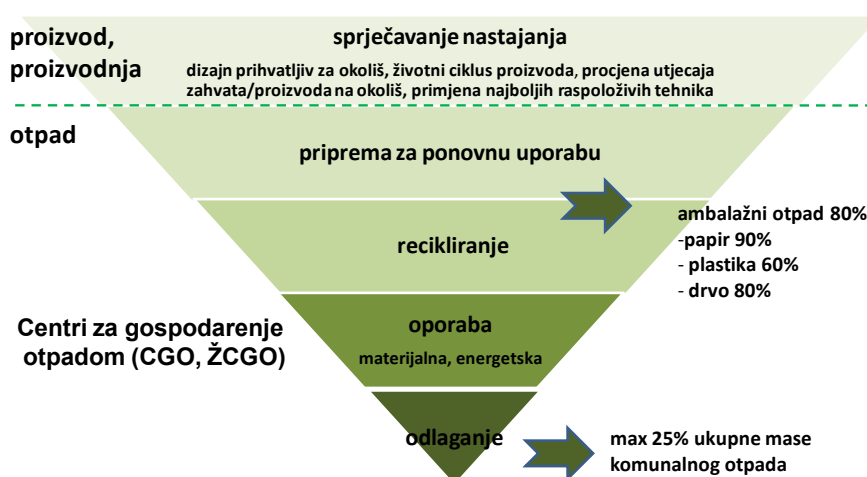 proizvod,
proizvodnja
sprječavanje nastajanja
dizajn prihvatljiv za okoliš, životni ciklus proizvoda, procjena utjecaja
zahvata/proizvoda na okoliš, primjena najboljih raspoloživih tehnika
otpad
priprema za ponovnu uporabu
recikliranje
ambalažni otpad 80%
-papir 90%
- plastika 60%
- drvo 80%
Centri za gospodarenje
otpadom (CGO, ŽCGO)
oporaba
materijalna, energetska
odlaganje
max 25% ukupne mase
komunalnog otpada